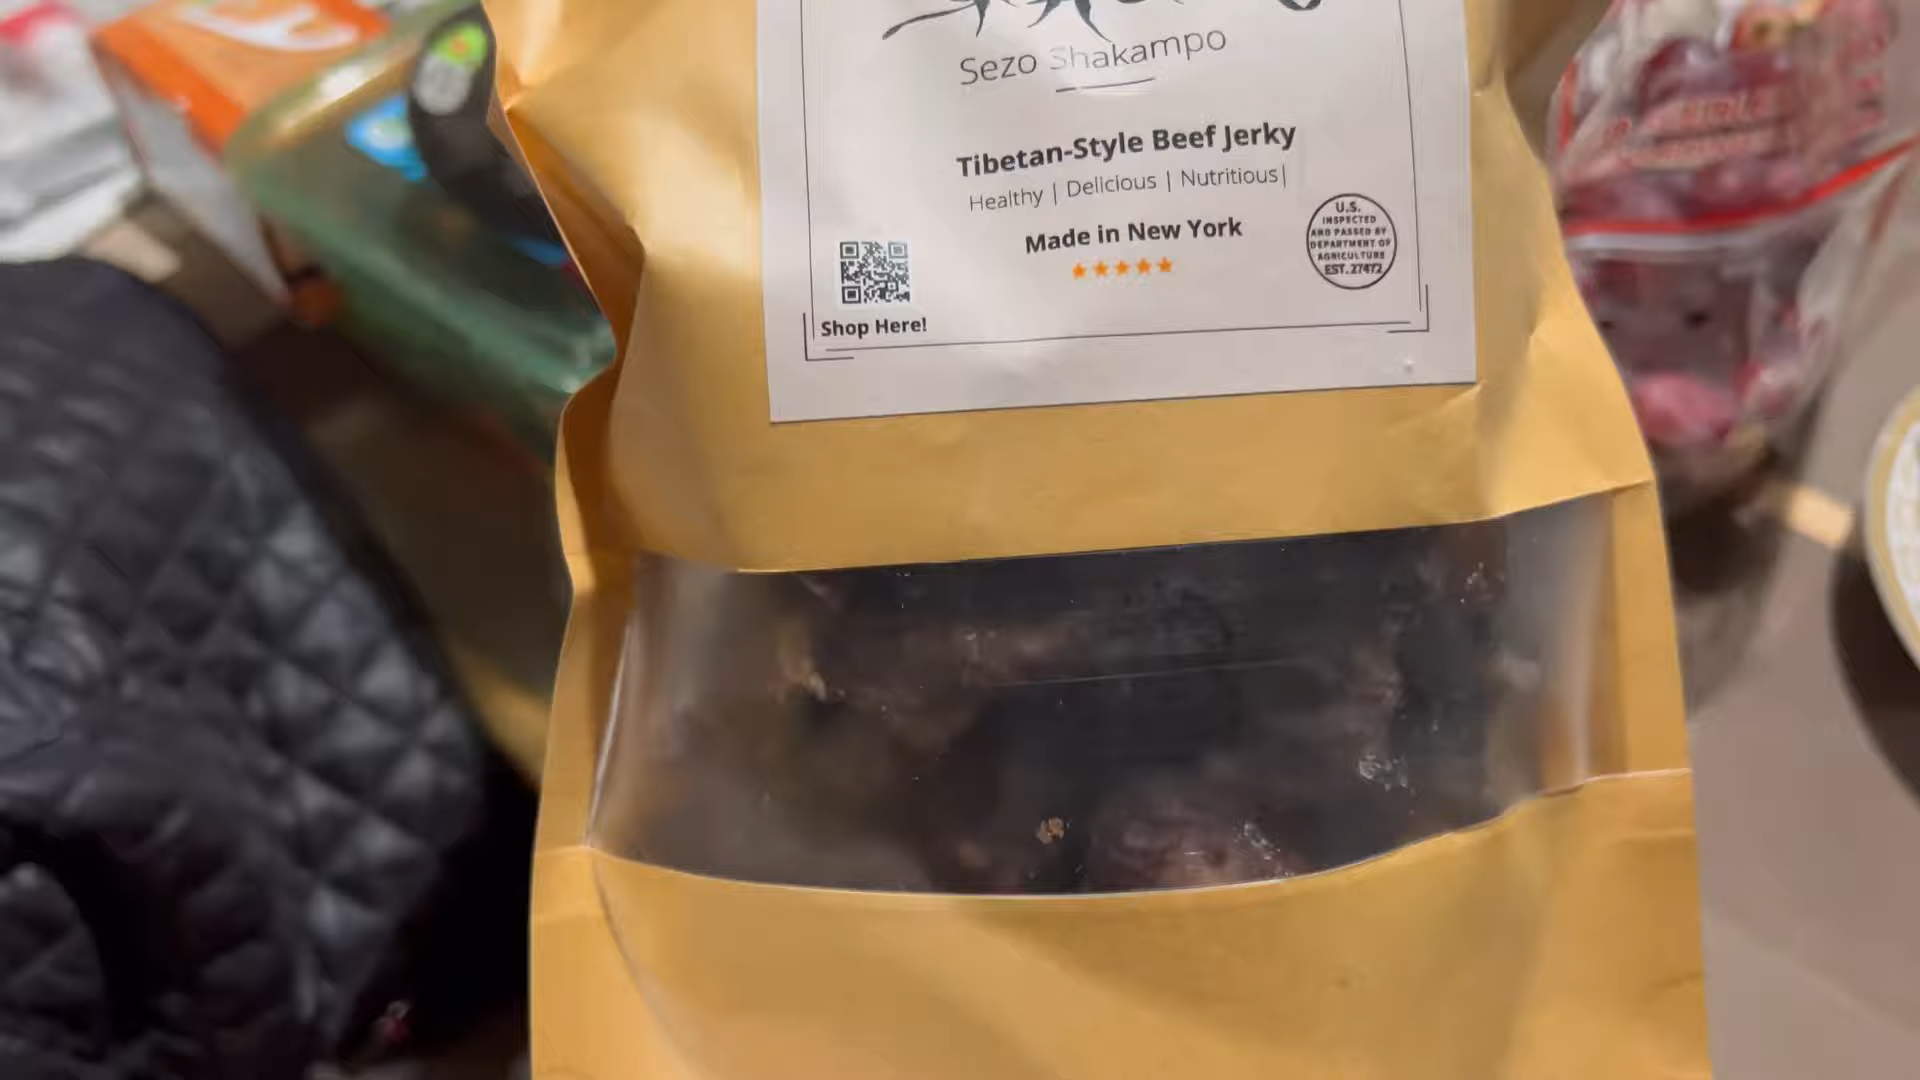 Sezo Shakampo
Tibetan-Style Beef Jerky
Healthy | Delicious | Nutritious|
Made in New York
Shop Here!
U.S.
INSPECTED
AND PASSED BY
DEPARTMENT OF
AGRICULTURE
EST. 27472